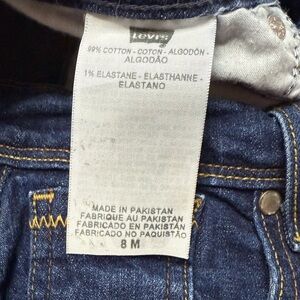 Levi's
99% COTTON - COTON - ALGODÓN -
ALGODÃO
1% ELASTANE - ELASTHANNE -
ELASTANO
MADE IN PAKISTAN
FABRIQUE AU PAKISTAN
FABRICADO EN PAKISTÁN
FABRICADO NO PAQUISTÃO
8 M